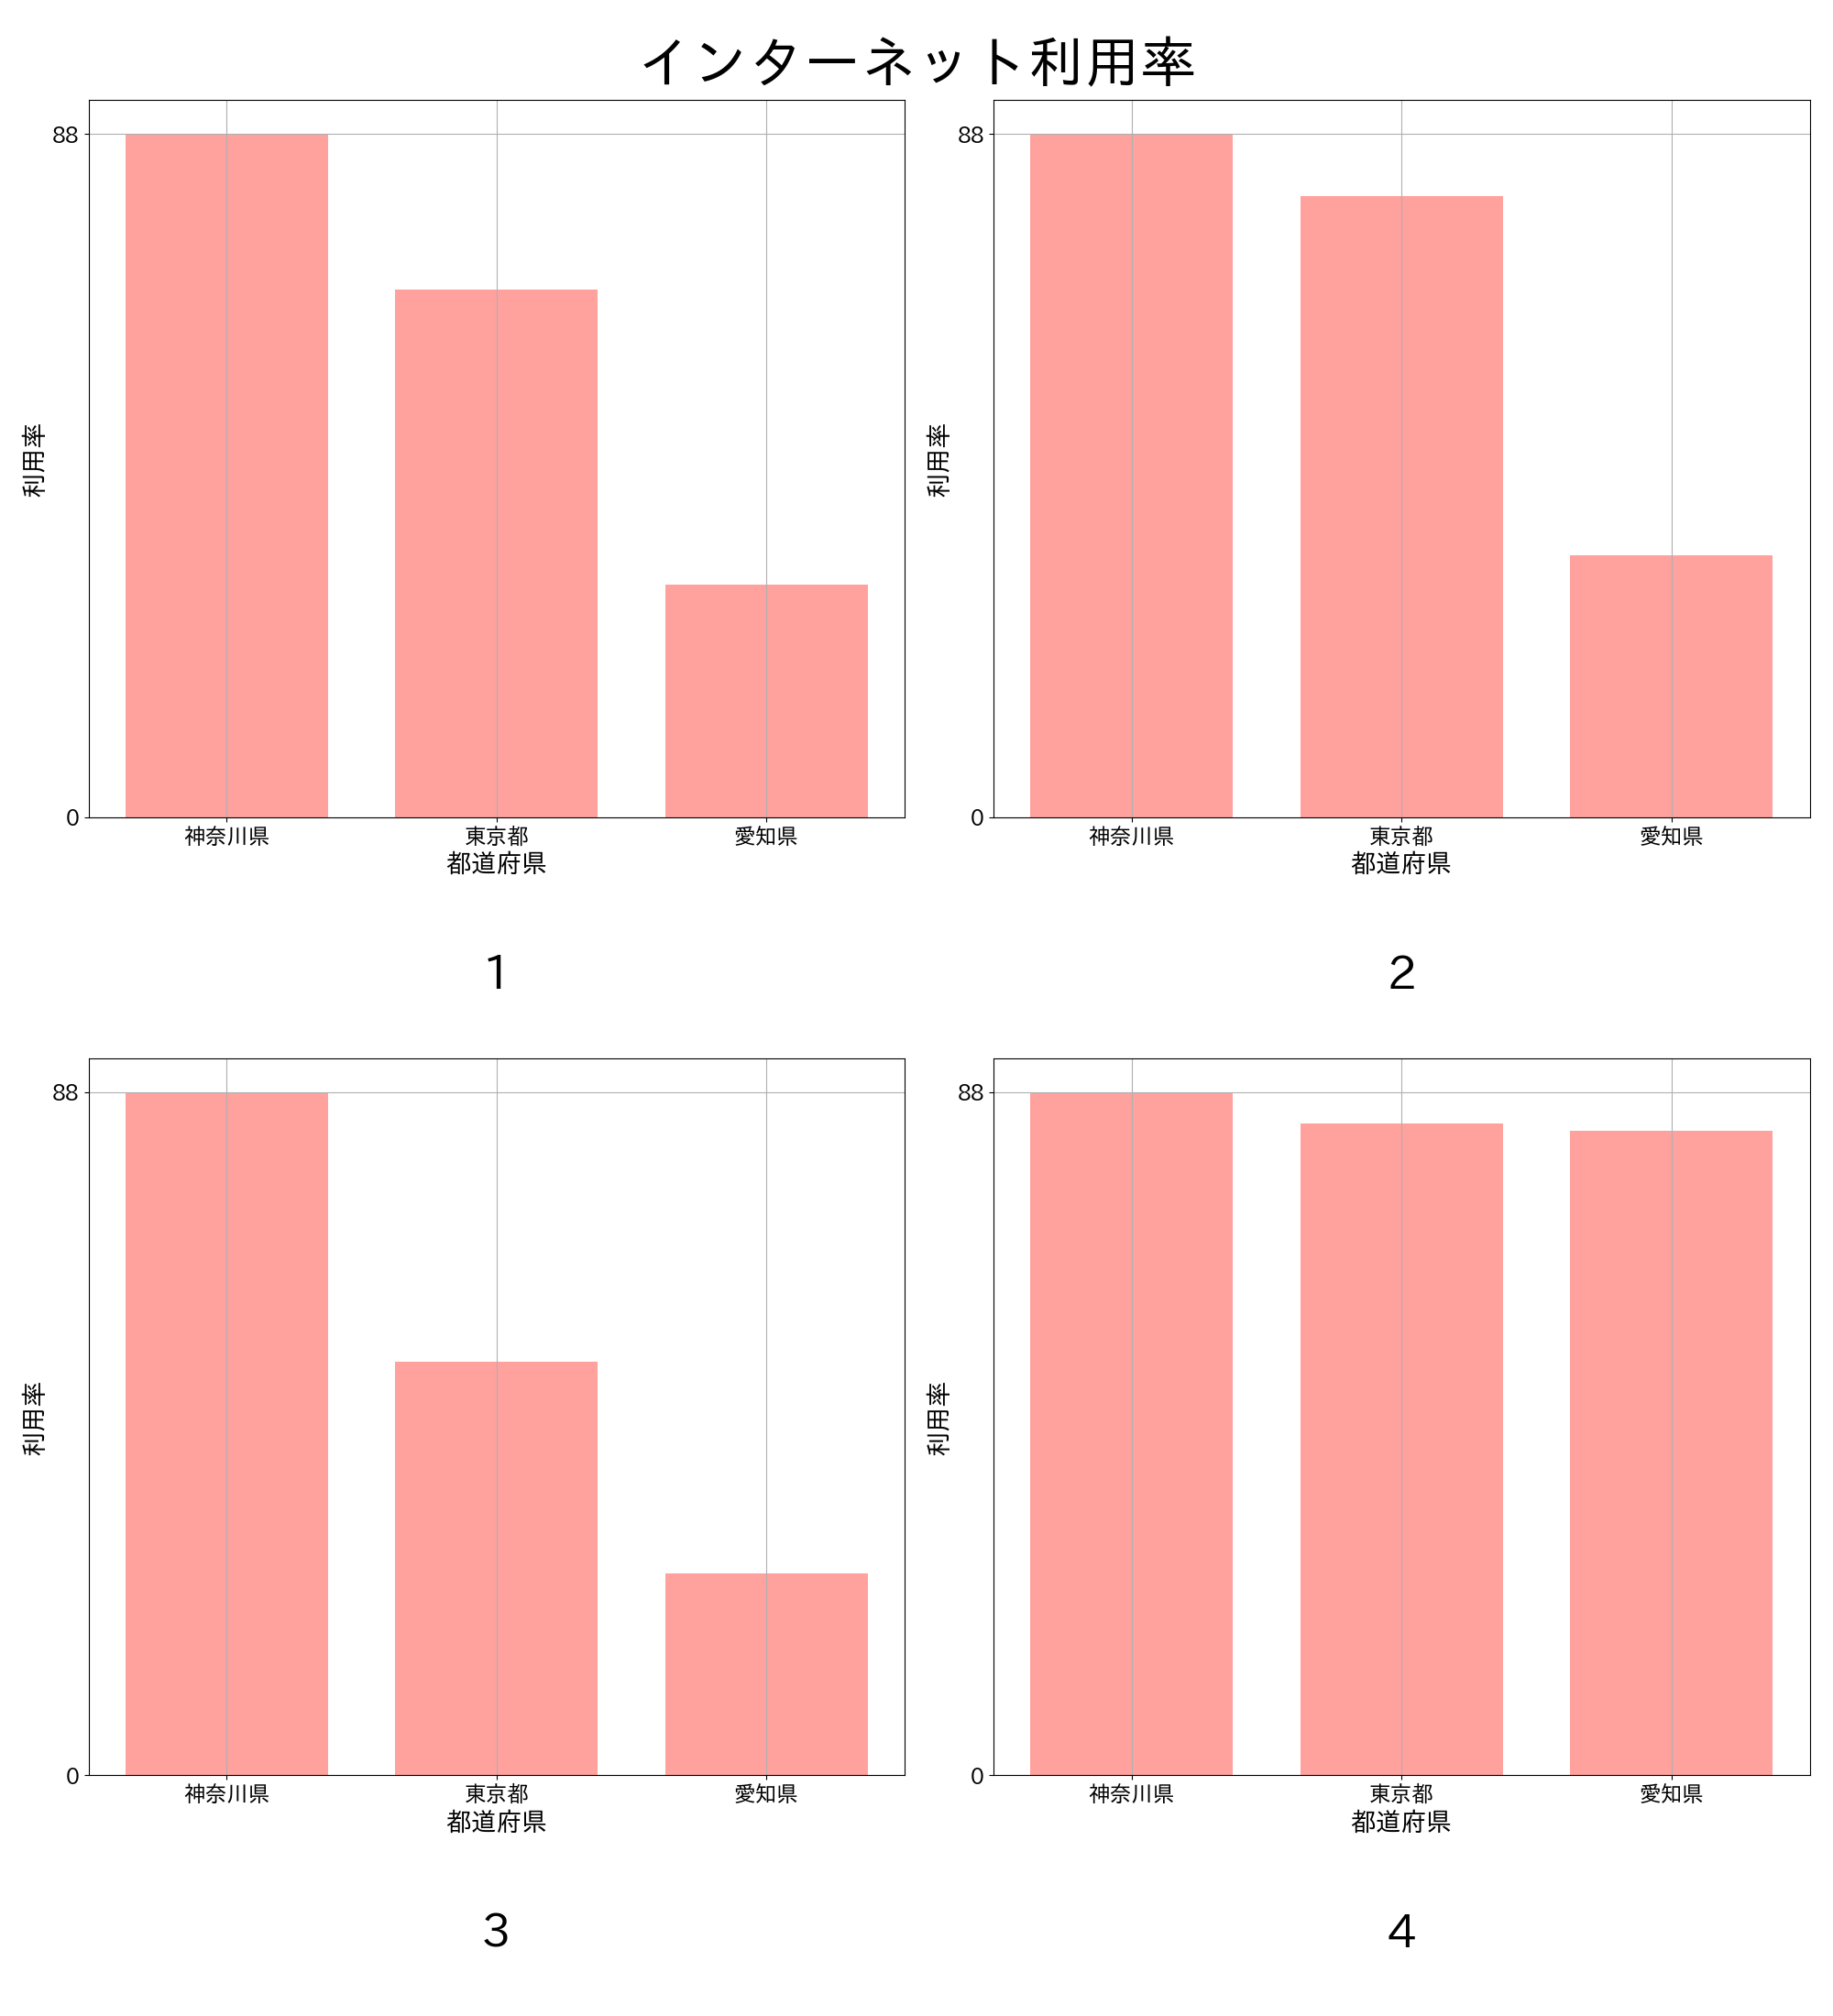 インターネット利用率
88
0
利用率
神奈川県 東京都 愛知県
都道府県
1
88
0
利用率
神奈川県 東京都 愛知県
都道府県
2
88
0
利用率
神奈川県 東京都 愛知県
都道府県
3
88
0
利用率
神奈川県 東京都 愛知県
都道府県
4